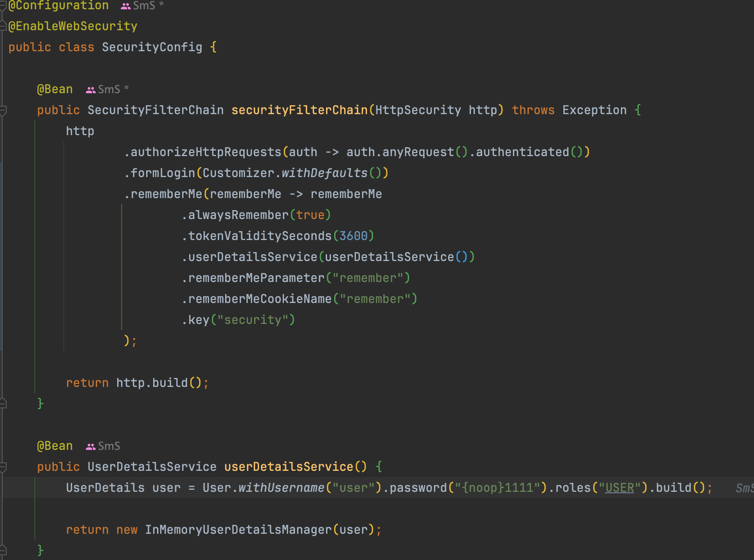 @Configuration SmS *
@EnableWebSecurity
public class SecurityConfig {
@Bean SmS *
public SecurityFilterChain securityFilterChain(HttpSecurity http) throws Exception {
http
.authorizeHttpRequests(auth -> auth.anyRequest().authenticated())
.formLogin(Customizer.withDefaults())
.rememberMe(rememberMe -> rememberMe
.alwaysRemember(true)
.tokenValiditySeconds(3600)
.userDetailsService(userDetailsService())
.rememberMeParameter("remember")
.rememberMeCookieName("remember")
.key("security")
);
return http.build();
}
@Bean SmS
public UserDetailsService userDetailsService() {
UserDetails user = User.withUsername("user").password("{noop}1111").roles("USER").build();
return new InMemoryUserDetailsManager(user);
}